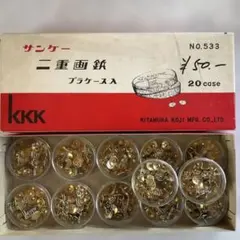 サンケー
NO.533
二重画鋲
プラケース入
¥50.-
20 case
KKK
KITAMURA KOJI MFG. CO., LTD